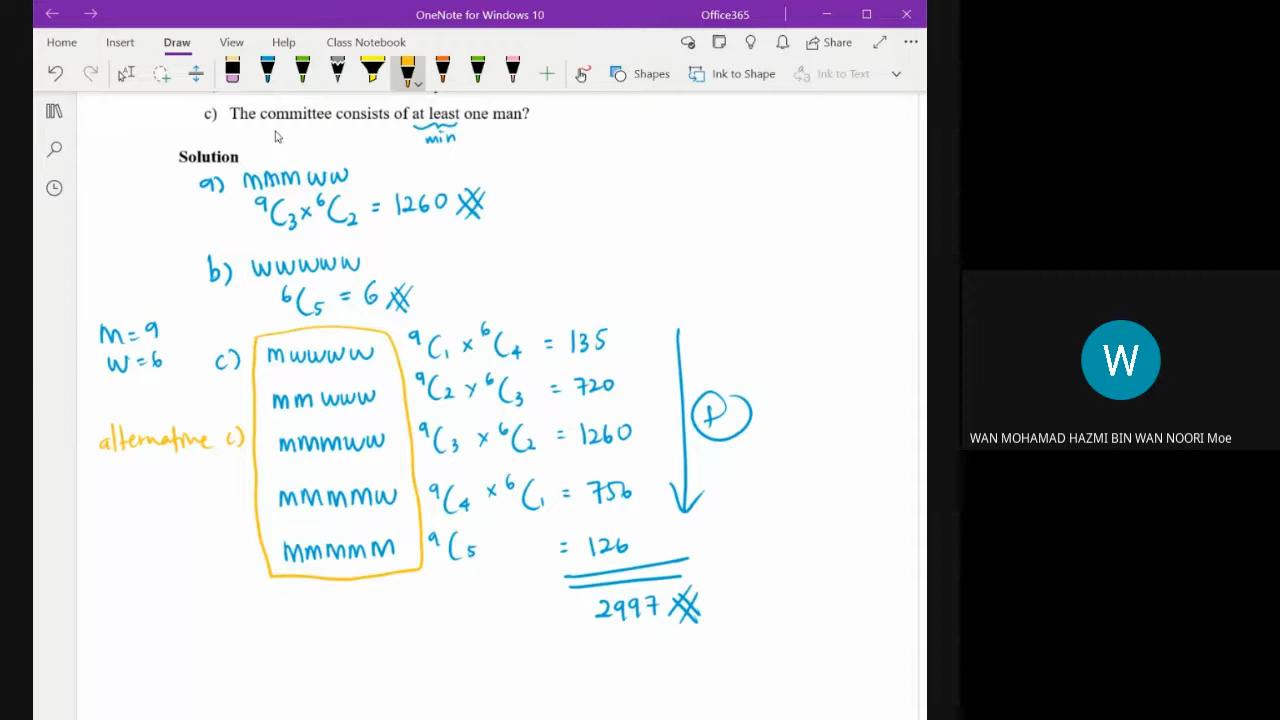 OneNote for Windows 10
Office365
Home Insert Draw View Help Class Notebook
Share
Shapes Ink to Shape Ink to Text
c) The committee consists of at least one man?
min
Solution
a) MMMWW
⁹C₃ × ⁶C₂ = 1260
b) WWWWW
⁶C₅ = 6
M = 9
W = 6
c) MWWWW ⁹C₁ × ⁶C₄ = 135
MMWWW ⁹C₂ × ⁶C₃ = 720
alternative c) MMMWW ⁹C₃ × ⁶C₂ = 1260
+
MMMMW ⁹C₄ × ⁶C₁ = 756
MMMMM ⁹C₅ = 126
2997
W
WAN MOHAMAD HAZMI BIN WAN NOORI Moe